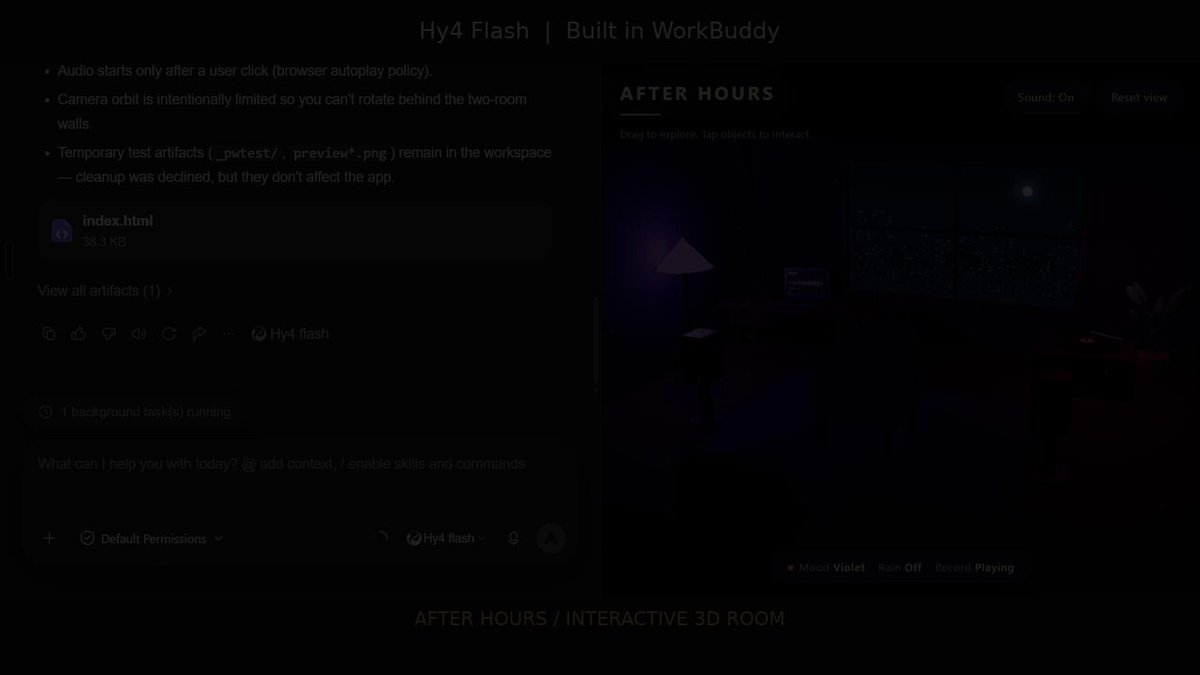 Hy4 Flash | Built in WorkBuddy
• Audio starts only after a user click (browser autoplay policy).
• Camera orbit is intentionally limited so you can't rotate behind the two-room
walls.
• Temporary test artifacts ( _pwtest/ , preview*.png ) remain in the workspace
— cleanup was declined, but they don't affect the app.
index.html
38.3 KB
View all artifacts (1) >
Hy4 flash
1 background task(s) running
What can I help you with today? @ add context, / enable skills and commands
Default Permissions
Hy4 flash
AFTER HOURS
Sound: On
Reset view
Drag to explore. Tap objects to interact.
Mood Violet Rain Off Record Playing
AFTER HOURS / INTERACTIVE 3D ROOM